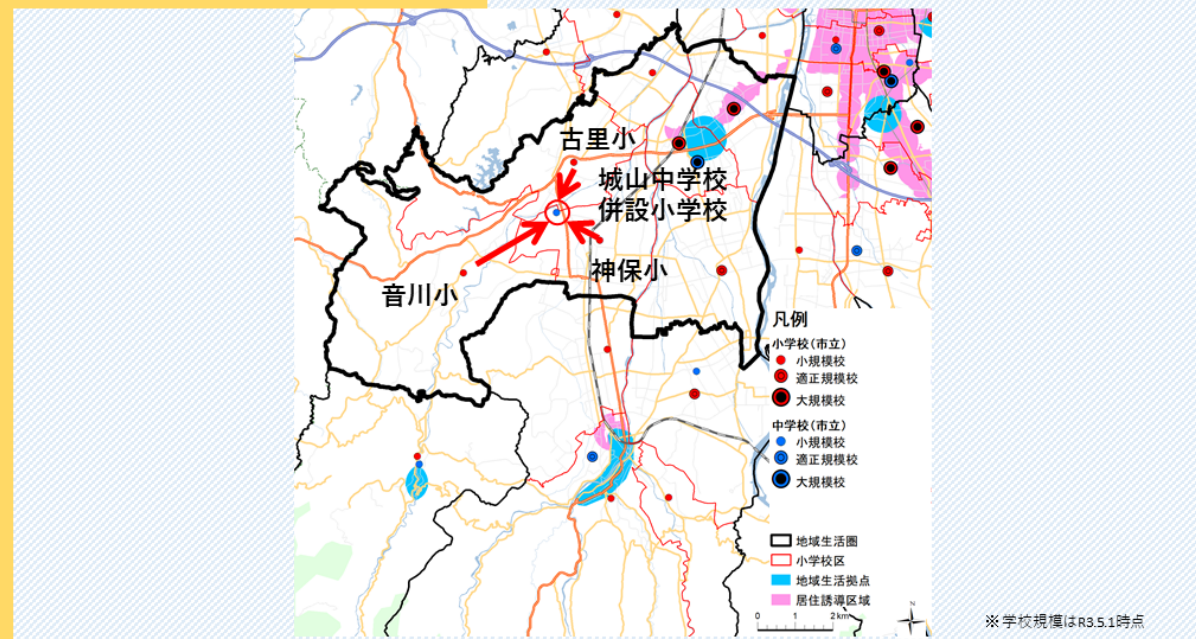 古里小
城山中学校
併設小学校
神保小
音川小
凡例
小学校(市立)
小規模校
適正規模校
大規模校
中学校(市立)
小規模校
適正規模校
大規模校
地域生活圏
小学校区
地域生活拠点
居住誘導区域
0 1 2km
N
※学校規模はR3.5.1時点